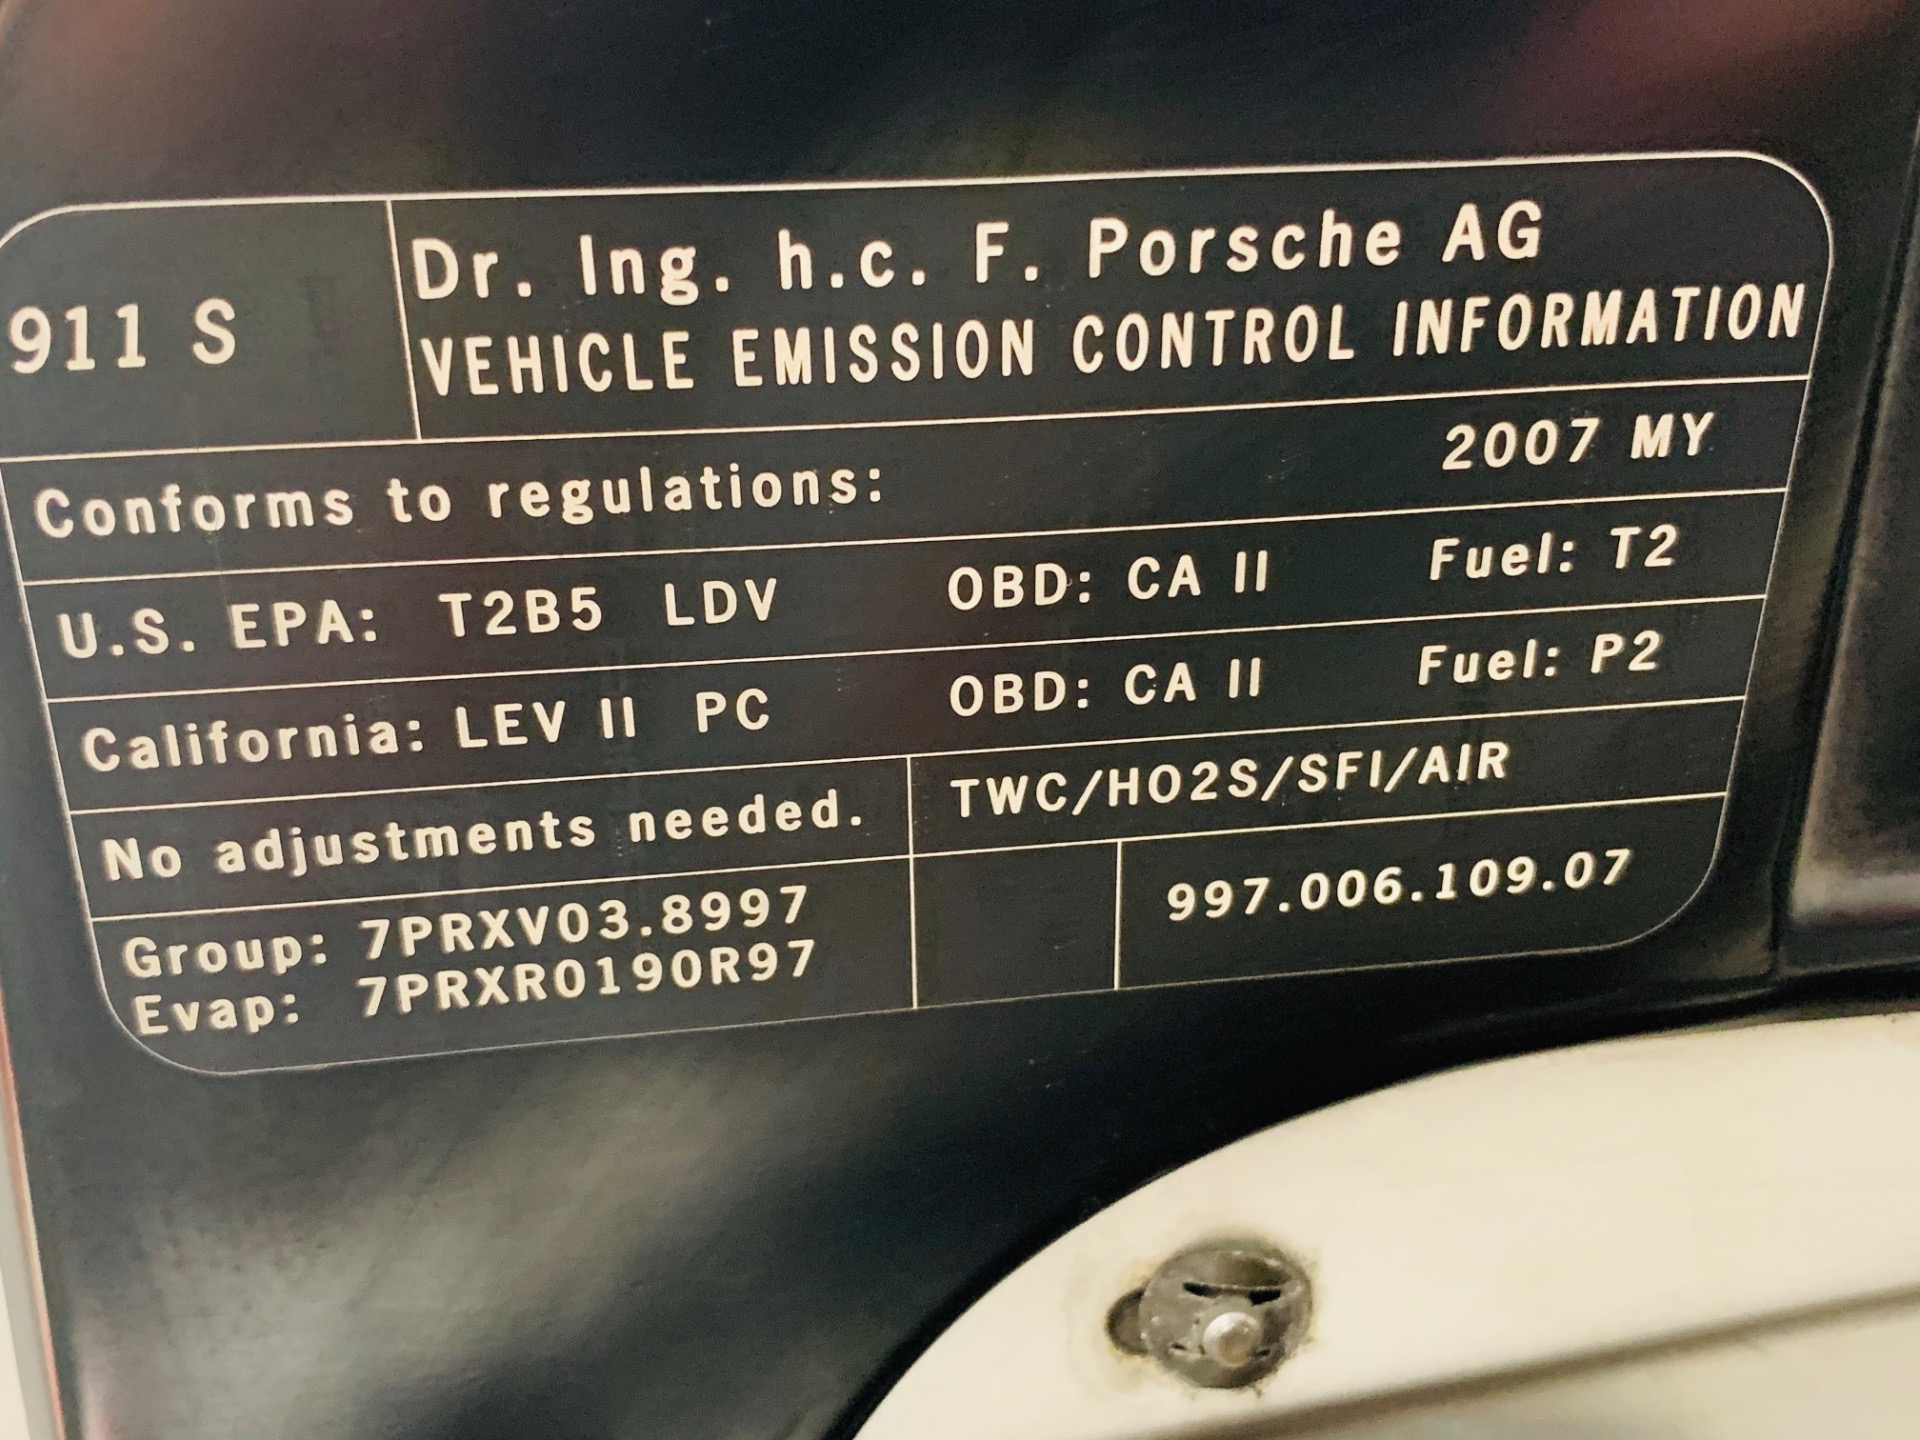 911 S
Dr. Ing. h.c. F. Porsche AG
VEHICLE EMISSION CONTROL INFORMATION
Conforms to regulations: 2007 MY
U.S. EPA: T2B5 LDV OBD: CA II Fuel: T2
California: LEV II PC OBD: CA II Fuel: P2
No adjustments needed. TWC/HO2S/SFI/AIR
Group: 7PRXV03.8997
Evap: 7PRXR0190R97
997.006.109.07